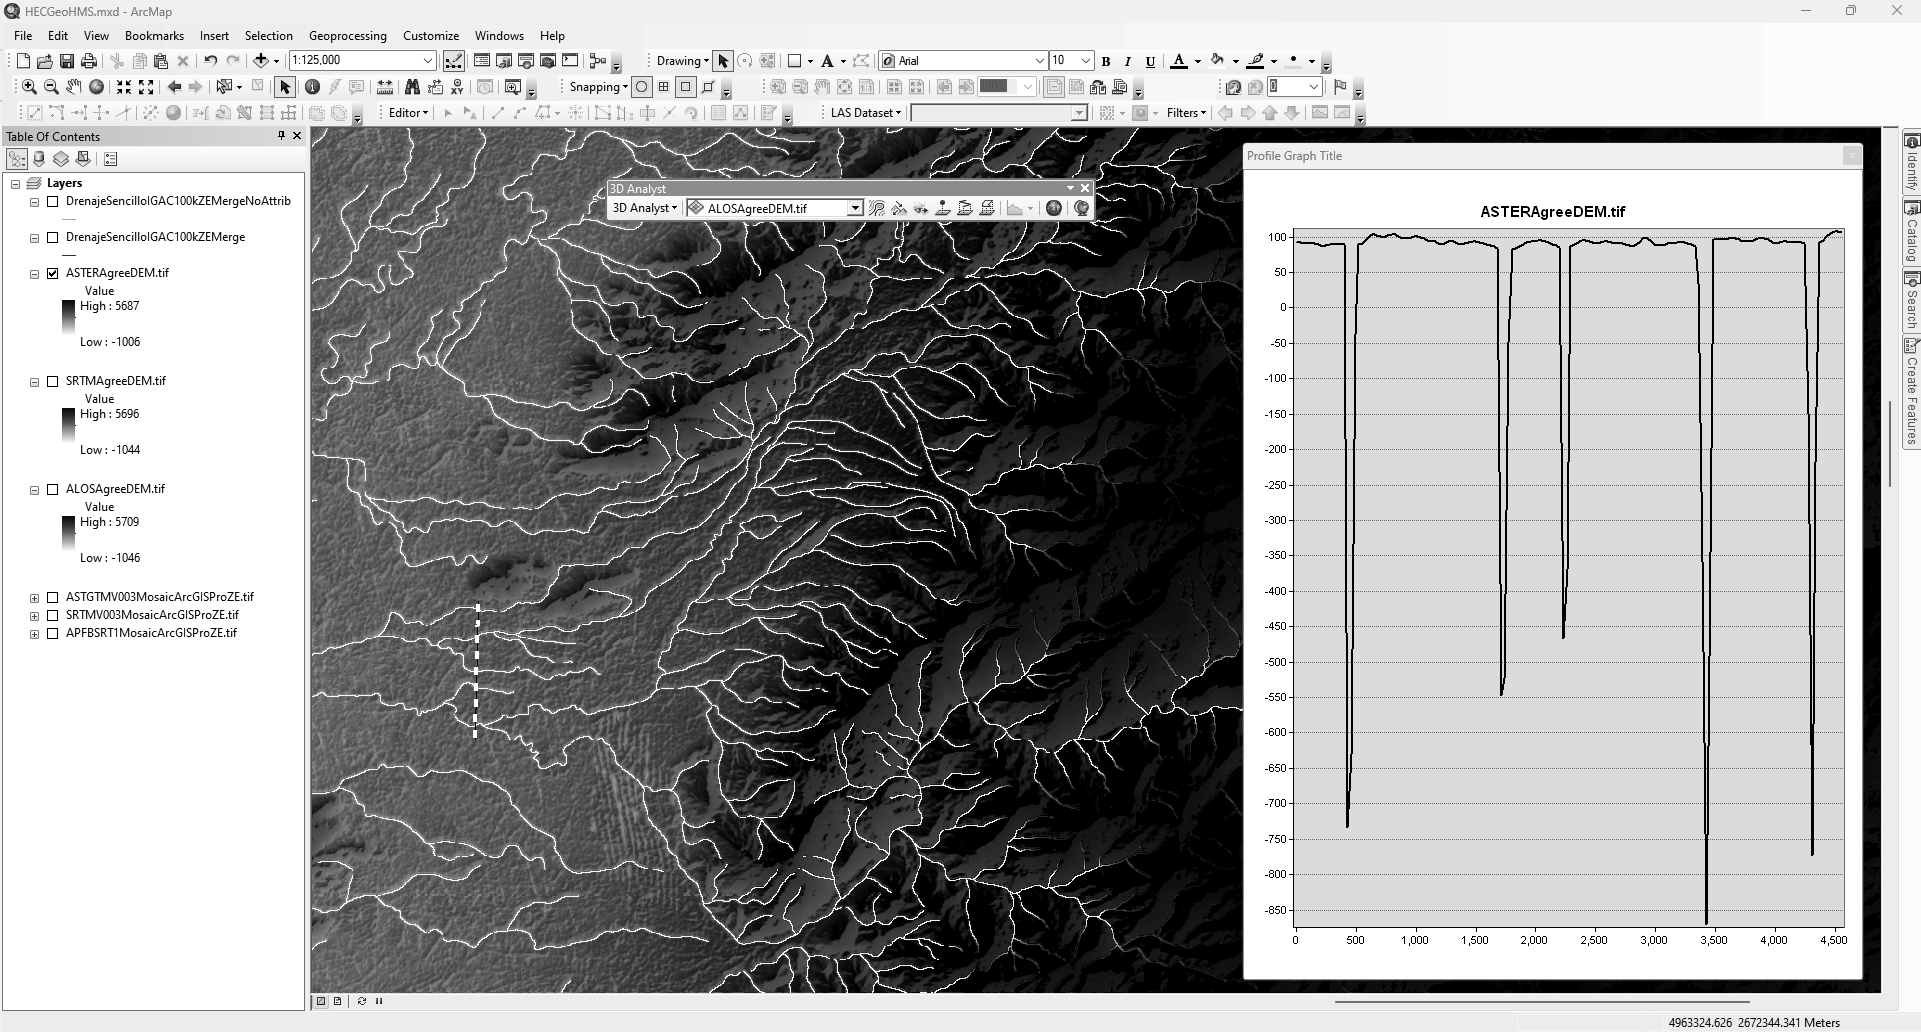 HECGeoHMS.mxd - ArcMap
File Edit View Bookmarks Insert Selection Geoprocessing Customize Windows Help
1:125,000
Drawing
Arial
10
B I U A
Snapping
0
Editor
LAS Dataset
Filters
Table Of Contents
Layers
DrenajeSencilloIGAC100kZEMergeNoAttrib
DrenajeSencilloIGAC100kZEMerge
ASTERAgreeDEM.tif
Value
High : 5687
Low : -1006
SRTMAgreeDEM.tif
Value
High : 5696
Low : -1044
ALOSAgreeDEM.tif
Value
High : 5709
Low : -1046
ASTGTMV003MosaicArcGISProZE.tif
SRTMV003MosaicArcGISProZE.tif
APFBSRT1MosaicArcGISProZE.tif
3D Analyst
3D Analyst ALOSAgreeDEM.tif
Profile Graph Title
ASTERAgreeDEM.tif
100
50
0
-50
-100
-150
-200
-250
-300
-350
-400
-450
-500
-550
-600
-650
-700
-750
-800
-850
0 500 1,000 1,500 2,000 2,500 3,000 3,500 4,000 4,500
Identify
Catalog
Search
Create Features
4963324.626 2672344.341 Meters